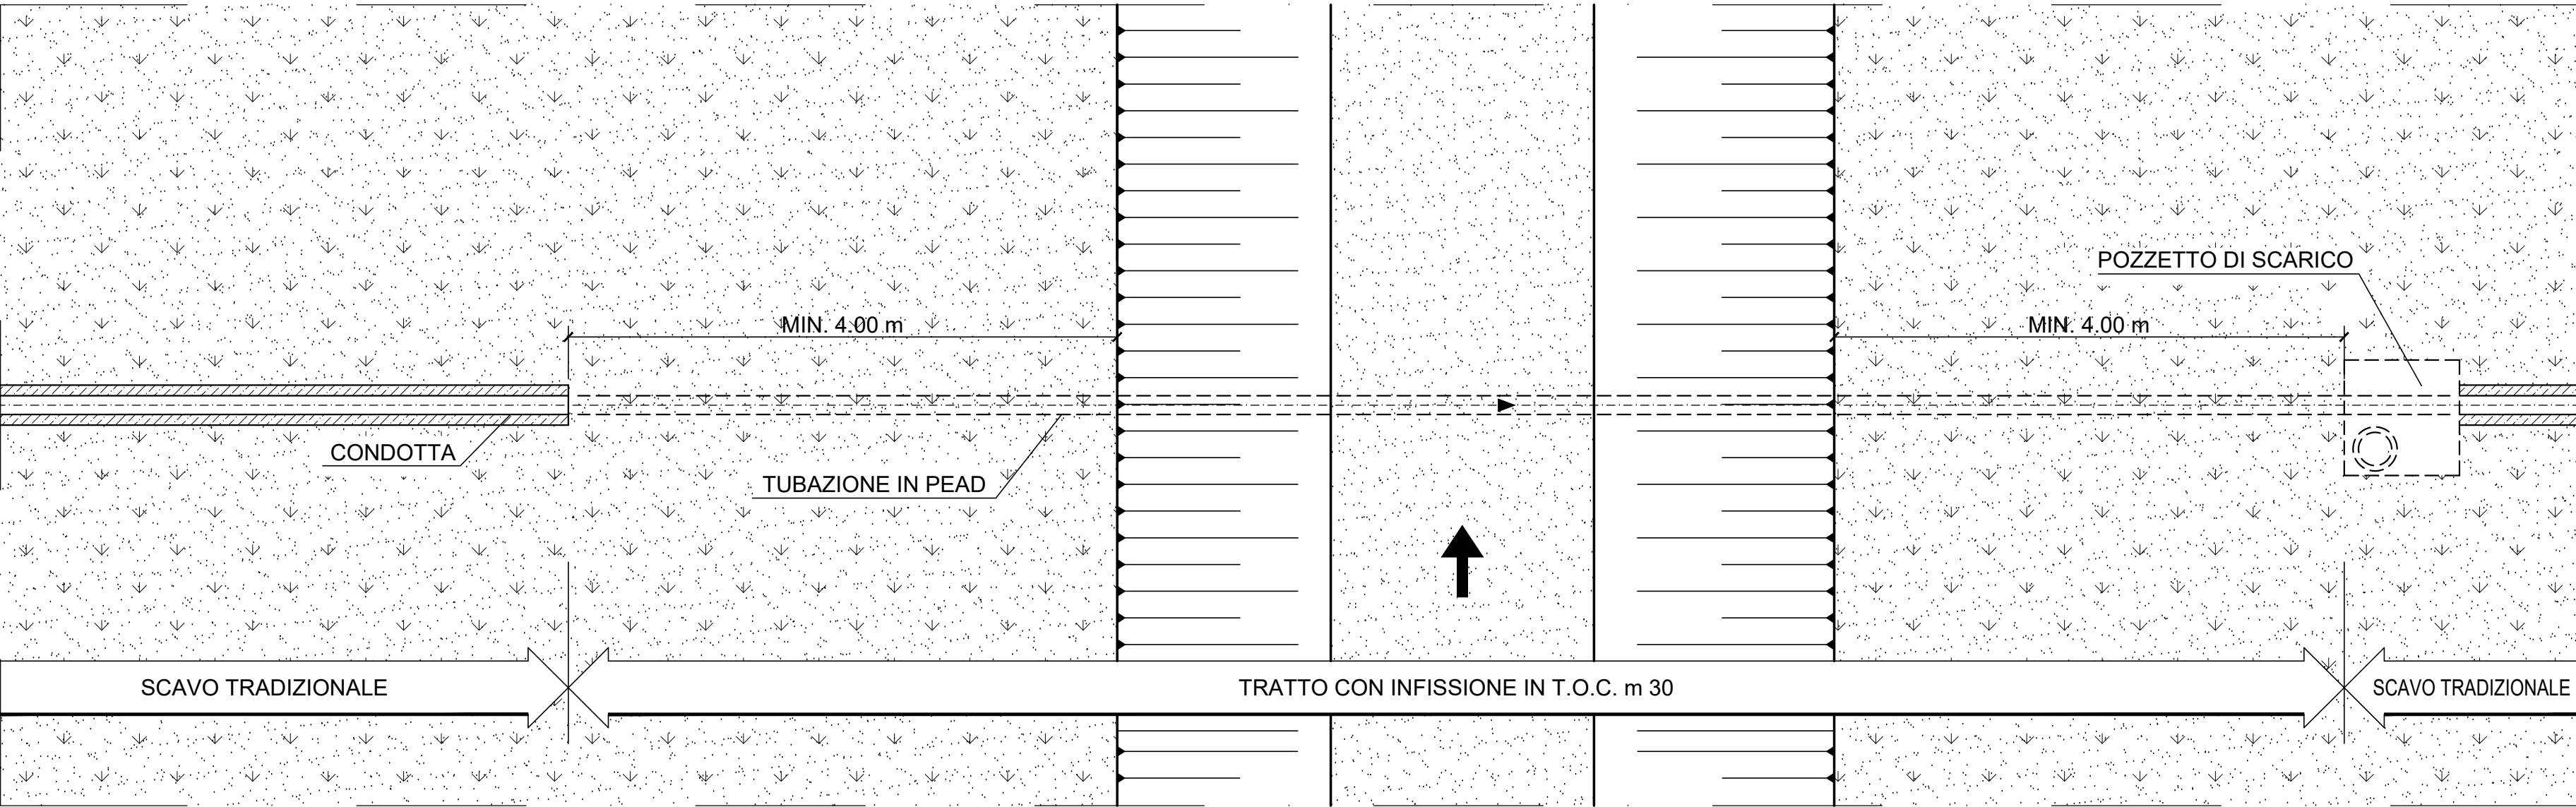 POZZETTO DI SCARICO
MIN. 4.00 m
MIN. 4.00 m
CONDOTTA
TUBAZIONE IN PEAD
SCAVO TRADIZIONALE
TRATTO CON INFISSIONE IN T.O.C. m 30
SCAVO TRADIZIONALE